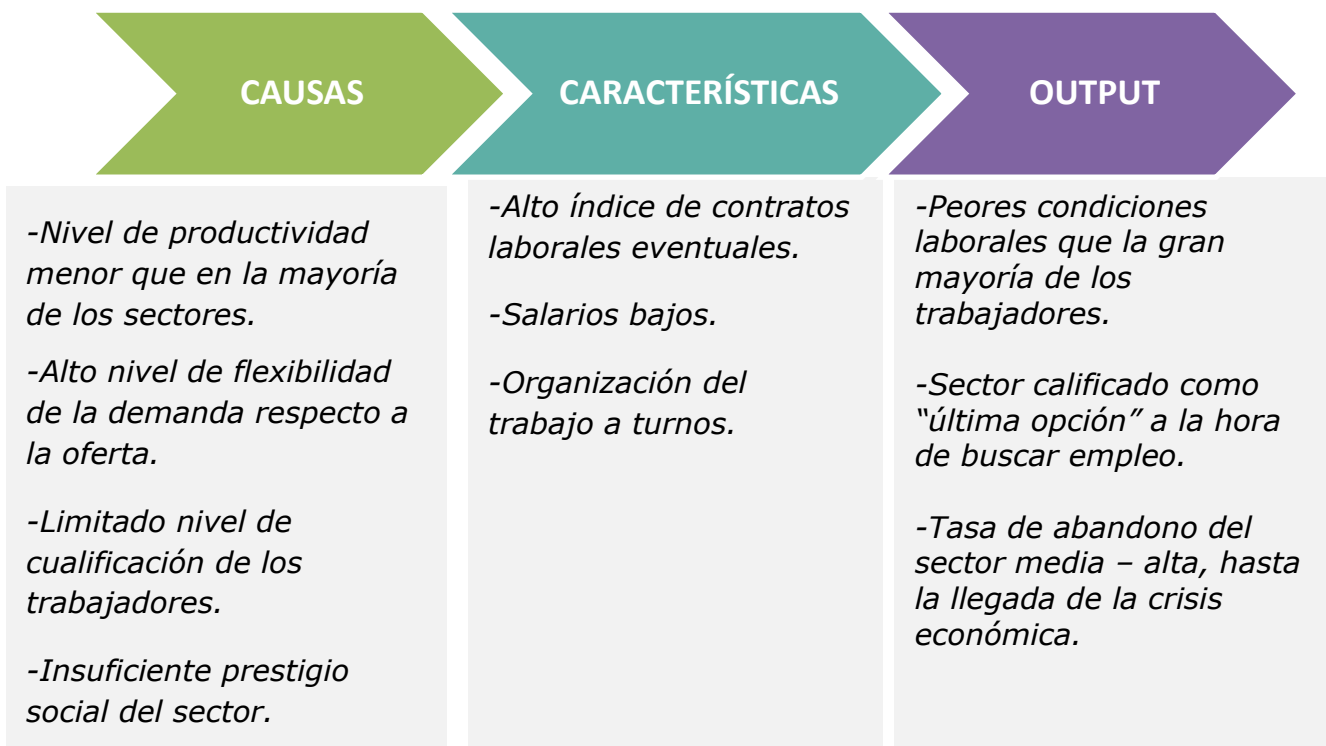 CAUSAS
CARACTERÍSTICAS
OUTPUT
-Nivel de productividad
menor que en la mayoría
de los sectores.
-Alto nivel de flexibilidad
de la demanda respecto a
la oferta.
-Limitado nivel de
cualificación de los
trabajadores.
-Insuficiente prestigio
social del sector.
-Alto índice de contratos
laborales eventuales.
-Salarios bajos.
-Organización del
trabajo a turnos.
-Peores condiciones
laborales que la gran
mayoría de los
trabajadores.
-Sector calificado como
“última opción” a la hora
de buscar empleo.
-Tasa de abandono del
sector media – alta, hasta
la llegada de la crisis
económica.